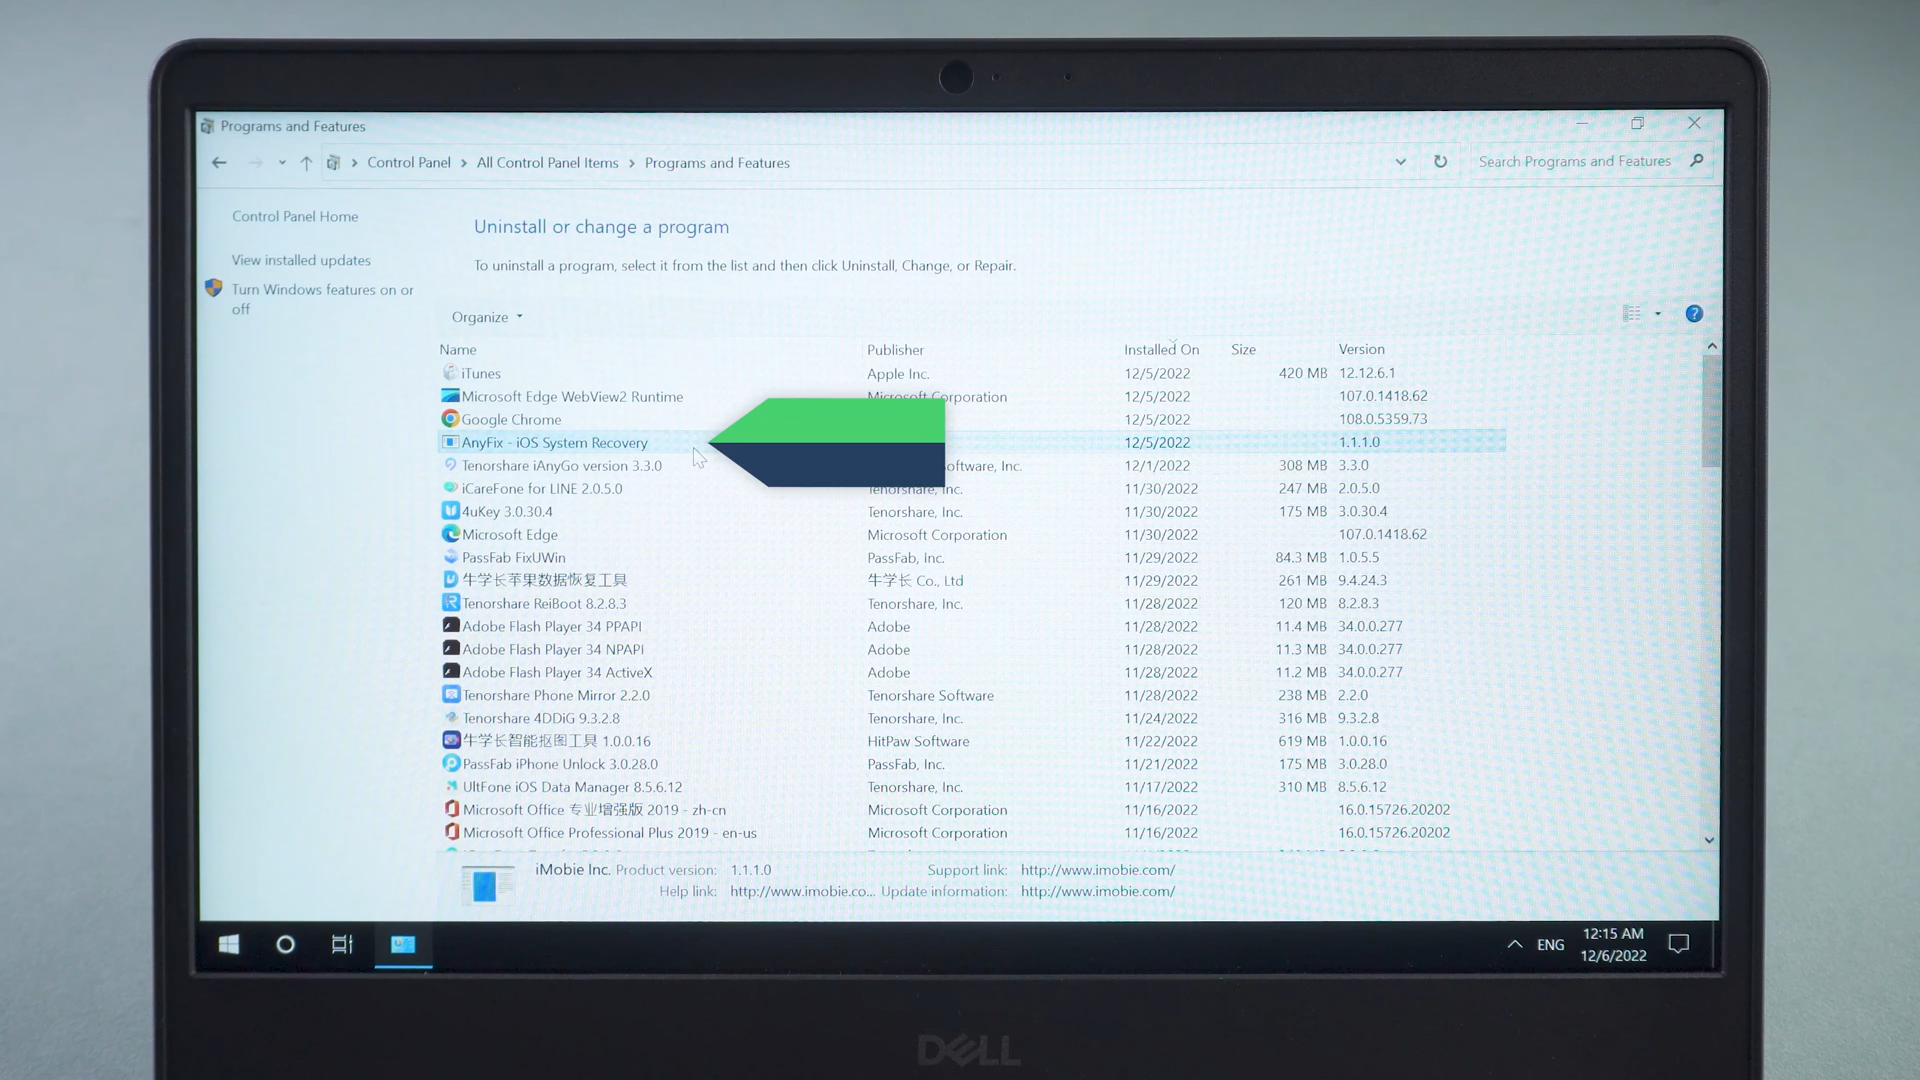 Programs and Features
Control Panel > All Control Panel Items > Programs and Features
Search Programs and Features
Control Panel Home
View installed updates
Turn Windows features on or
off
Uninstall or change a program
To uninstall a program, select it from the list and then click Uninstall, Change, or Repair.
Organize
Name Publisher Installed On Size Version
iTunes Apple Inc. 12/5/2022 420 MB 12.12.6.1
Microsoft Edge WebView2 Runtime Microsoft Corporation 12/5/2022 107.0.1418.62
Google Chrome 12/5/2022 108.0.5359.73
AnyFix - iOS System Recovery 12/5/2022 1.1.1.0
Tenorshare iAnyGo version 3.3.0 oftware, Inc. 12/1/2022 308 MB 3.3.0
iCareFone for LINE 2.0.5.0 Tenorshare, Inc. 11/30/2022 247 MB 2.0.5.0
4uKey 3.0.30.4 Tenorshare, Inc. 11/30/2022 175 MB 3.0.30.4
Microsoft Edge Microsoft Corporation 11/30/2022 107.0.1418.62
PassFab FixUWin PassFab, Inc. 11/29/2022 84.3 MB 1.0.5.5
牛学长苹果数据恢复工具 牛学长 Co., Ltd 11/29/2022 261 MB 9.4.24.3
Tenorshare ReiBoot 8.2.8.3 Tenorshare, Inc. 11/28/2022 120 MB 8.2.8.3
Adobe Flash Player 34 PPAPI Adobe 11/28/2022 11.4 MB 34.0.0.277
Adobe Flash Player 34 NPAPI Adobe 11/28/2022 11.3 MB 34.0.0.277
Adobe Flash Player 34 ActiveX Adobe 11/28/2022 11.2 MB 34.0.0.277
Tenorshare Phone Mirror 2.2.0 Tenorshare Software 11/28/2022 238 MB 2.2.0
Tenorshare 4DDiG 9.3.2.8 Tenorshare, Inc. 11/24/2022 316 MB 9.3.2.8
牛学长智能抠图工具 1.0.0.16 HitPaw Software 11/22/2022 619 MB 1.0.0.16
PassFab iPhone Unlock 3.0.28.0 PassFab, Inc. 11/21/2022 175 MB 3.0.28.0
UltFone iOS Data Manager 8.5.6.12 Tenorshare, Inc. 11/17/2022 310 MB 8.5.6.12
Microsoft Office 专业增强版 2019 - zh-cn Microsoft Corporation 11/16/2022 16.0.15726.20202
Microsoft Office Professional Plus 2019 - en-us Microsoft Corporation 11/16/2022 16.0.15726.20202
iMobie Inc. Product version: 1.1.1.0 Support link: http://www.imobie.com/
Help link: http://www.imobie.co... Update information: http://www.imobie.com/
ENG
12:15 AM
12/6/2022
DELL